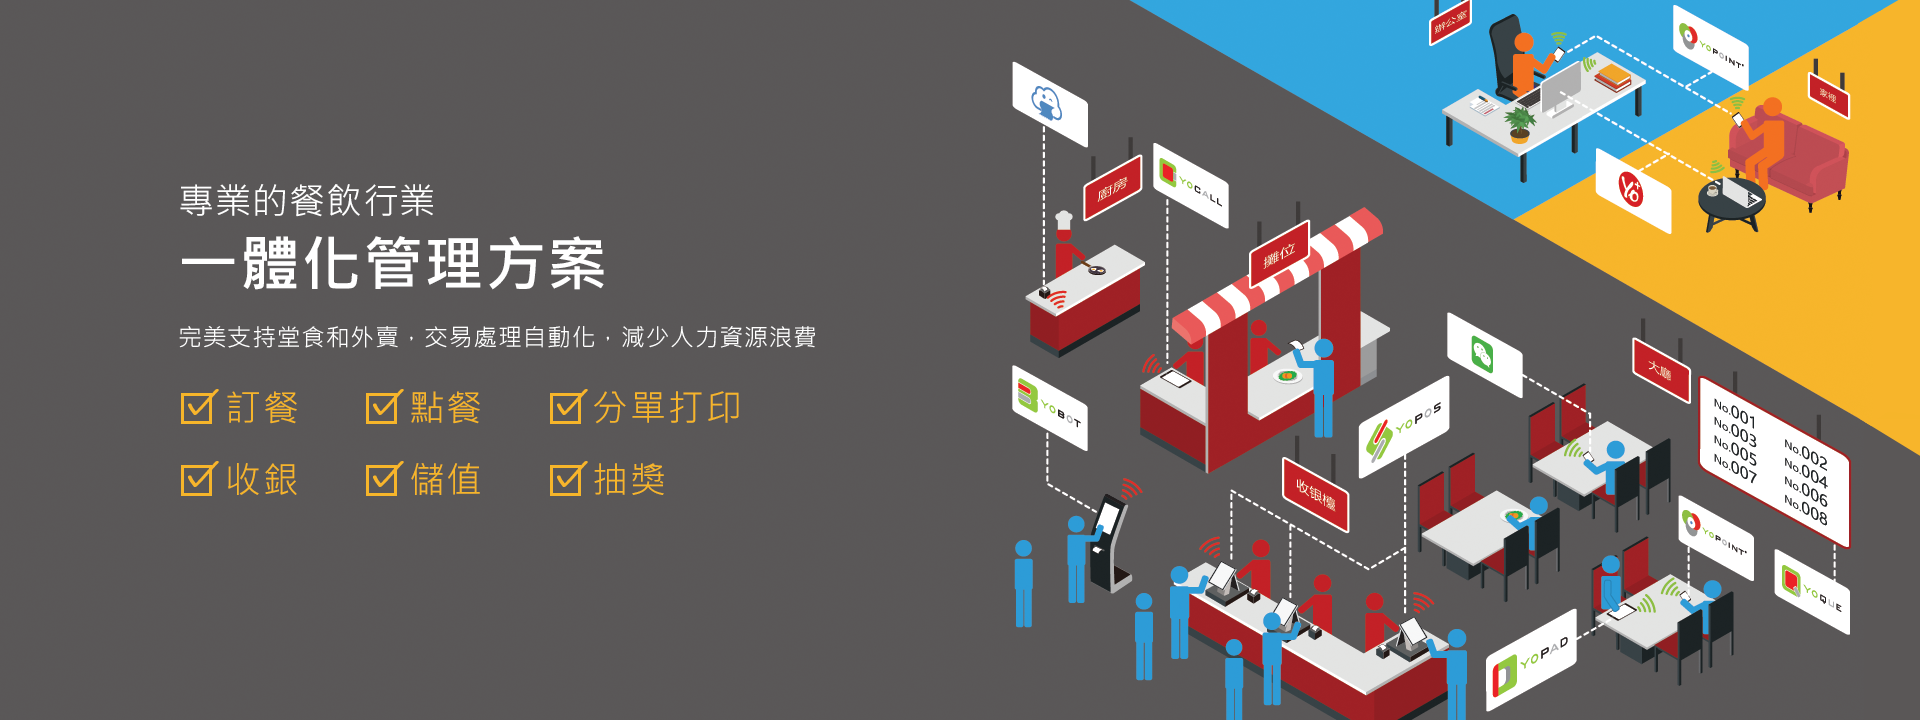 專業的餐飲行業
一體化管理方案
完美支持堂食和外賣，交易處理自動化，減少人力資源浪費
訂餐
點餐
分單打印
收銀
儲值
抽獎
辦公室
YOPOINT
家裡
Yo+
廚房
YOCALL
攤位
YOBOT
YOPOS
收银檯
大廳
No.001
No.003
No.005
No.007
No.002
No.004
No.006
No.008
YOPOINT
YOQUE
YOPAD